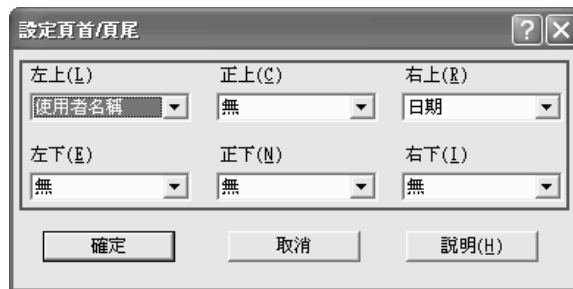 設定頁首/頁尾
左上(L) 正上(C) 右上(R)
使用者名稱 無 日期
左下(E) 正下(N) 右下(I)
無 無 無
確定 取消 說明(H)